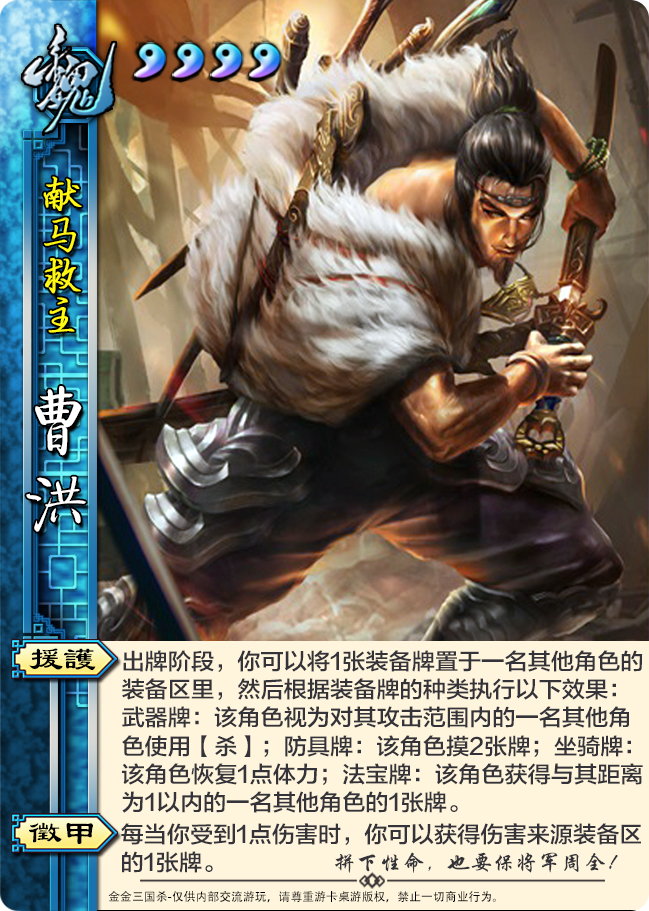 魏
献马救主
曹洪
援護
出牌阶段，你可以将1张装备牌置于一名其他角色的
装备区里，然后根据装备牌的种类执行以下效果：
武器牌：该角色视为对其攻击范围内的一名其他角
色使用【杀】；防具牌：该角色摸2张牌；坐骑牌：
该角色恢复1点体力；法宝牌：该角色获得与其距离
为1以内的一名其他角色的1张牌。
徵甲
每当你受到1点伤害时，你可以获得伤害来源装备区
的1张牌。
拼下性命，也要保将军周全！
金金三国杀-仅供内部交流游玩，请尊重游卡桌游版权，禁止一切商业行为。